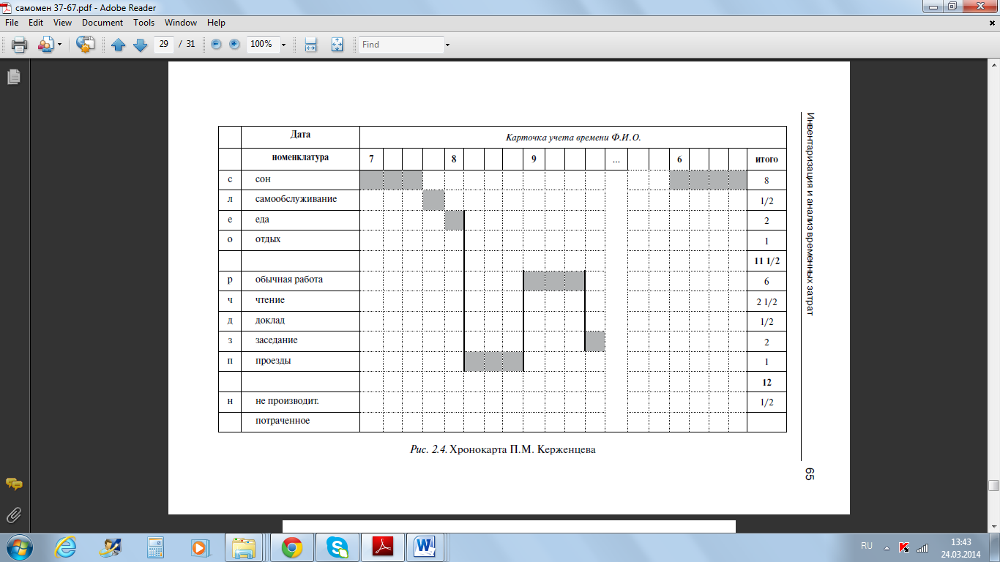 самомен 37-67.pdf - Adobe Reader
File Edit View Document Tools Window Help
29 / 31 100% Find
Дата Карточка учета времени Ф.И.О.
номенклатура 7 8 9 ... 6 итого
с сон 8
л самообслуживание 1/2
е еда 2
о отдых 1
11 1/2
р обычная работа 6
ч чтение 2 1/2
д доклад 1/2
з заседание 2
п проезды 1
12
н не производит. 1/2
потраченное
Рис. 2.4. Хронокарта П.М. Керженцева
Инвентаризация и анализ временных затрат
65
RU 13:43
24.03.2014